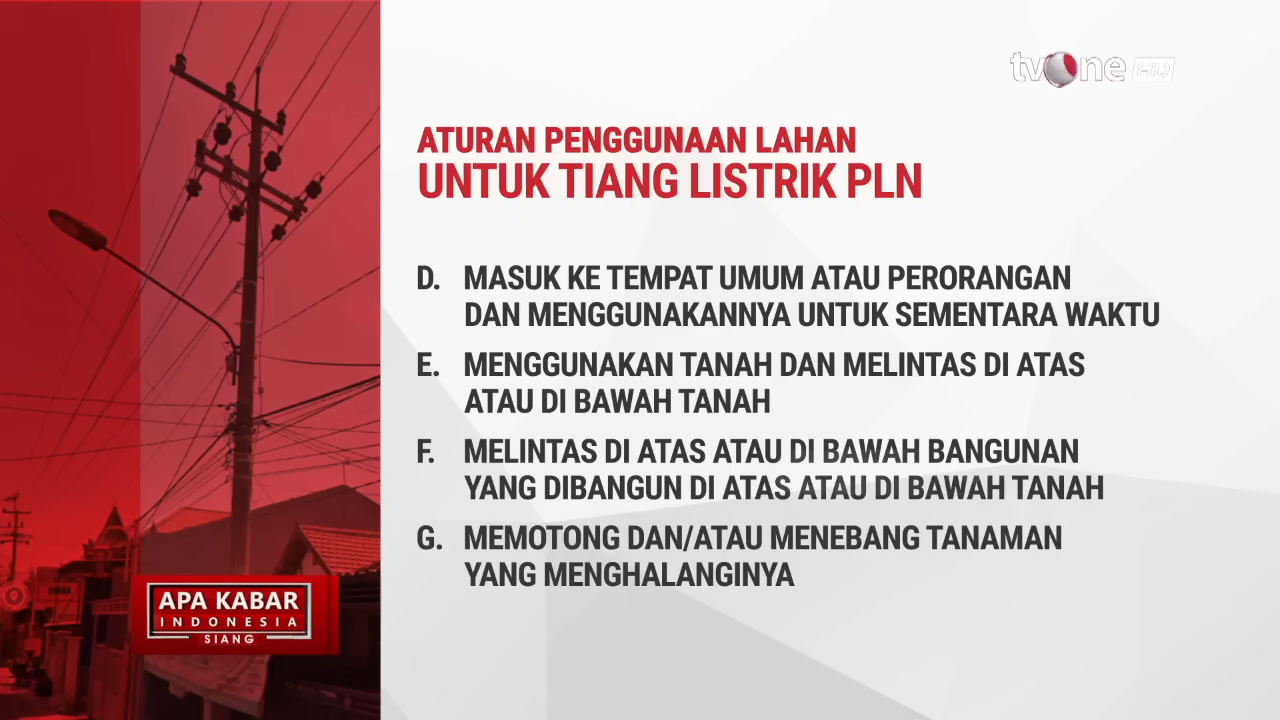 tvOne HD
ATURAN PENGGUNAAN LAHAN
UNTUK TIANG LISTRIK PLN
D. MASUK KE TEMPAT UMUM ATAU PERORANGAN
DAN MENGGUNAKANNYA UNTUK SEMENTARA WAKTU
E. MENGGUNAKAN TANAH DAN MELINTAS DI ATAS
ATAU DI BAWAH TANAH
F. MELINTAS DI ATAS ATAU DI BAWAH BANGUNAN
YANG DIBANGUN DI ATAS ATAU DI BAWAH TANAH
G. MEMOTONG DAN/ATAU MENEBANG TANAMAN
YANG MENGHALANGINYA
APA KABAR
INDONESIA
SIANG